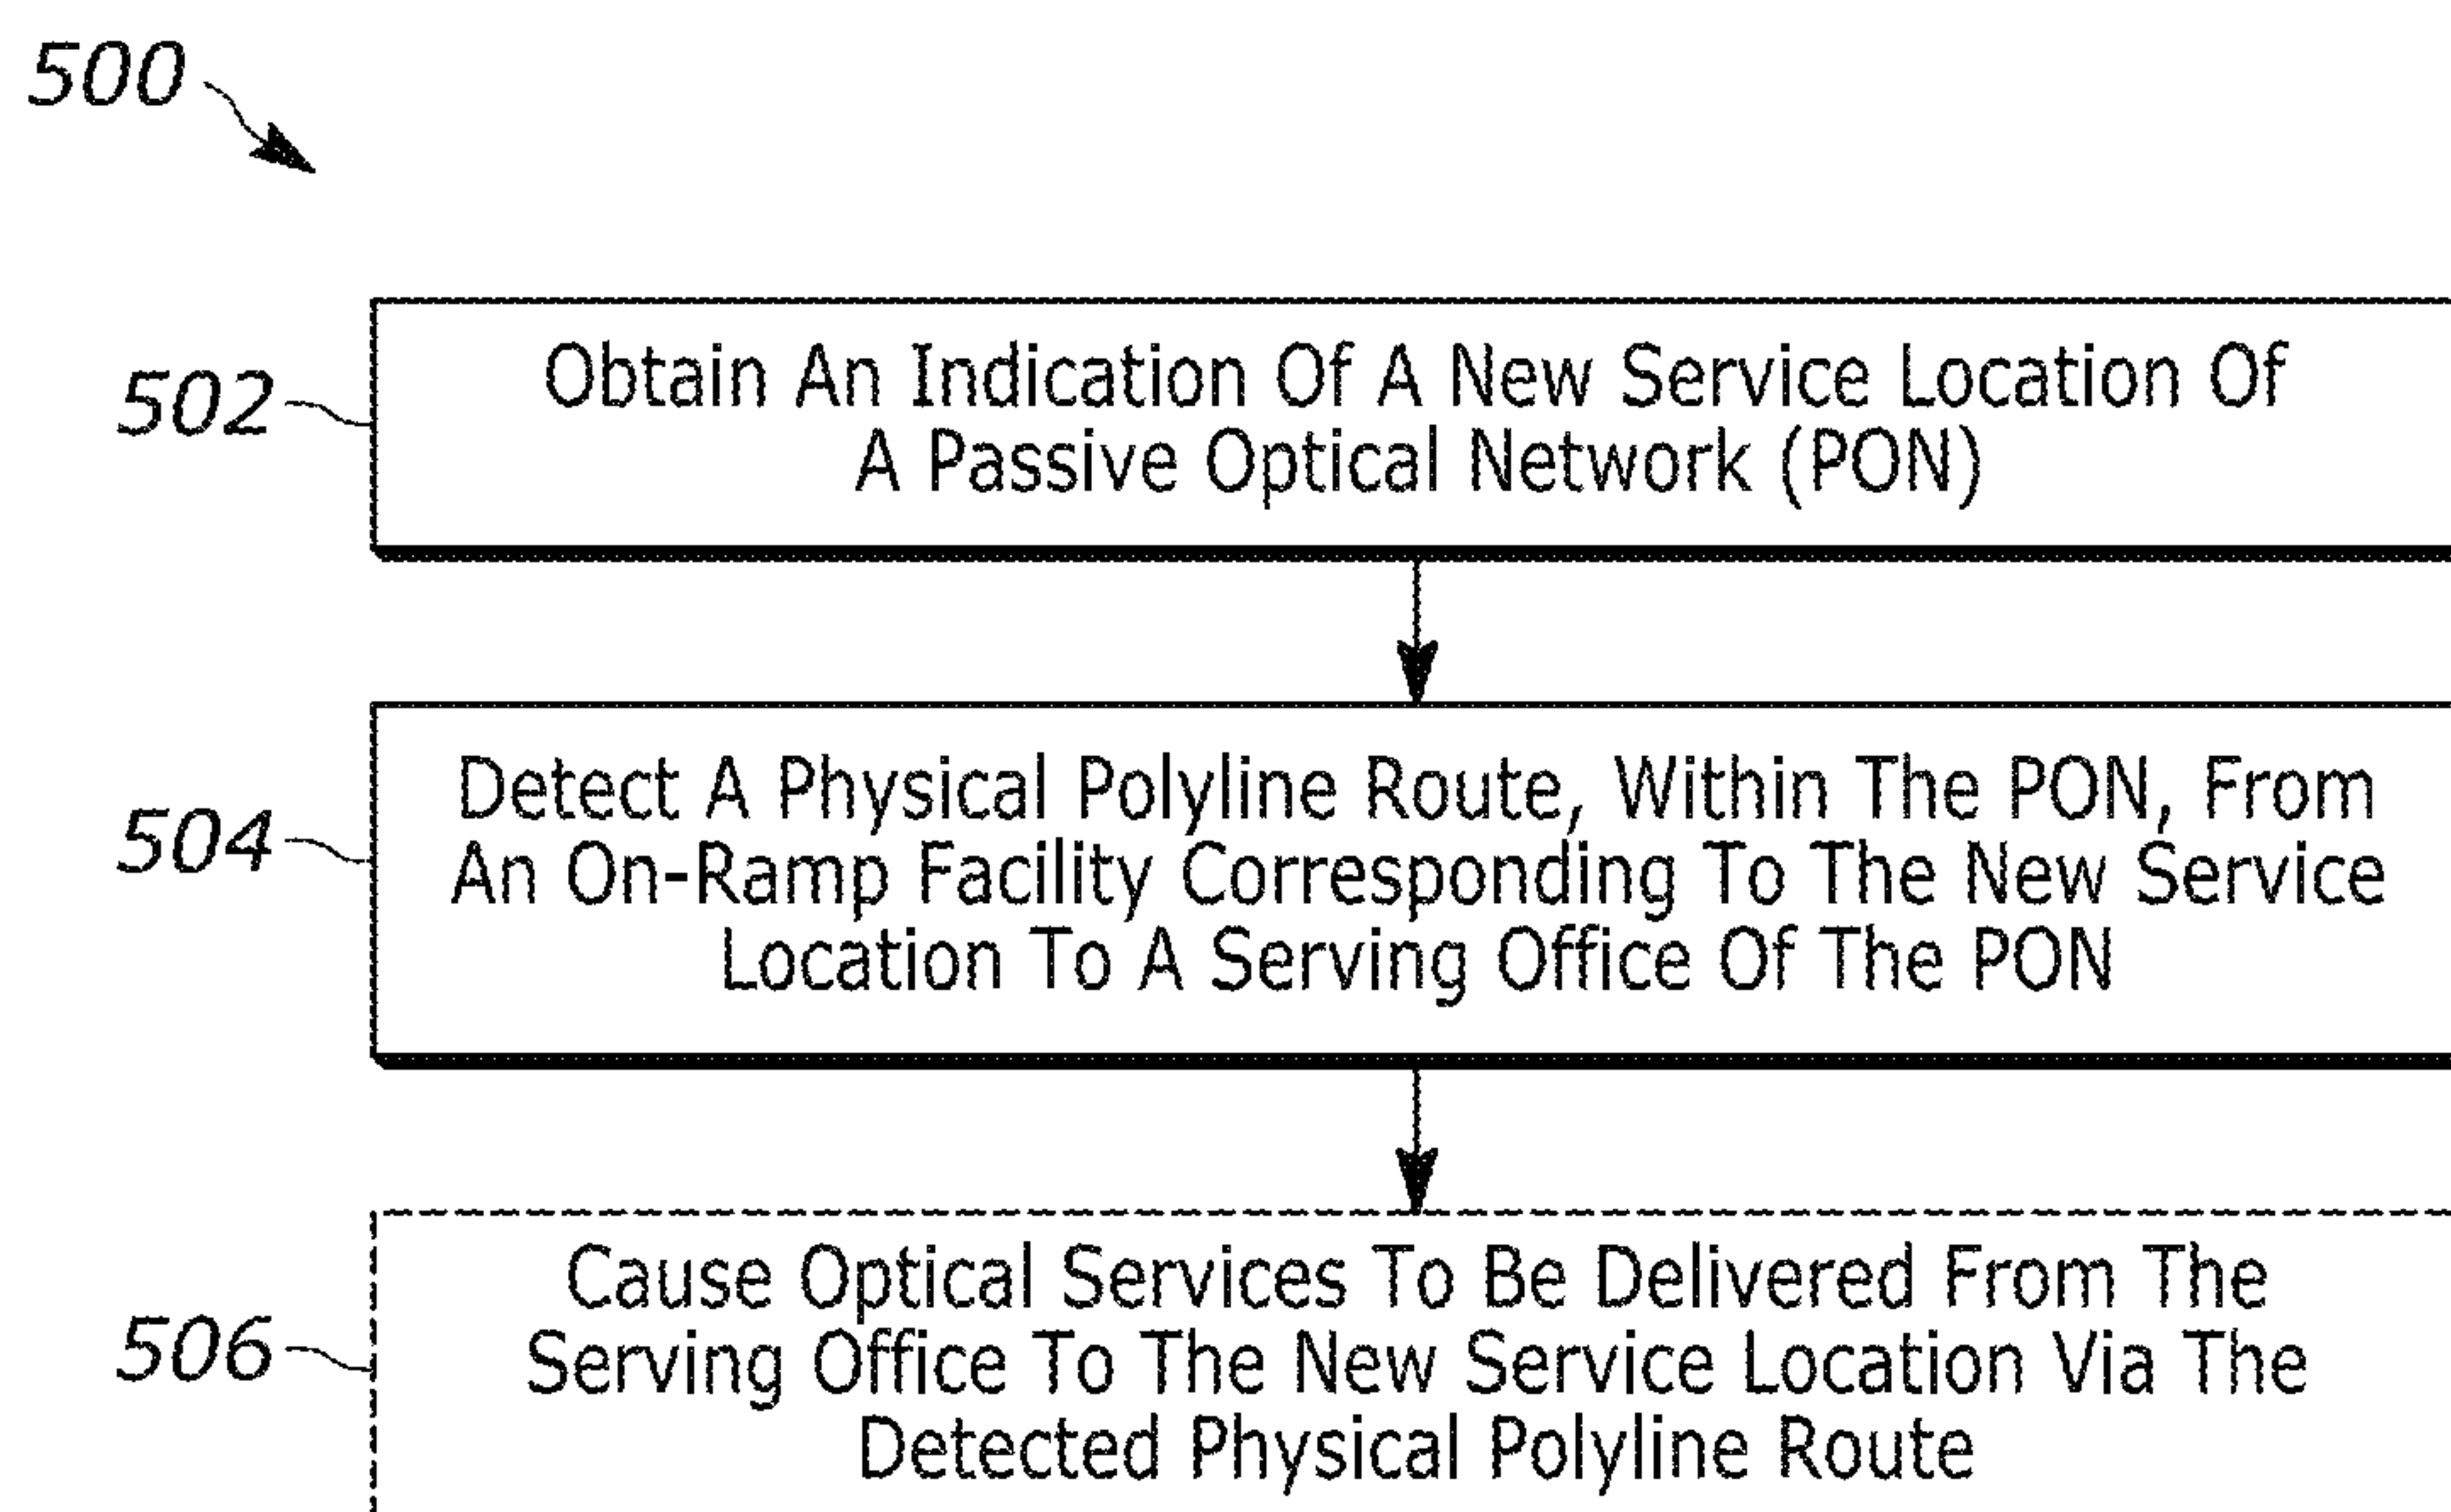 500
502
Obtain An Indication Of A New Service Location Of
A Passive Optical Network (PON)
504
Detect A Physical Polyline Route, Within The PON, From
An On-Ramp Facility Corresponding To The New Service
Location To A Serving Office Of The PON
506
Cause Optical Services To Be Delivered From The
Serving Office To The New Service Location Via The
Detected Physical Polyline Route